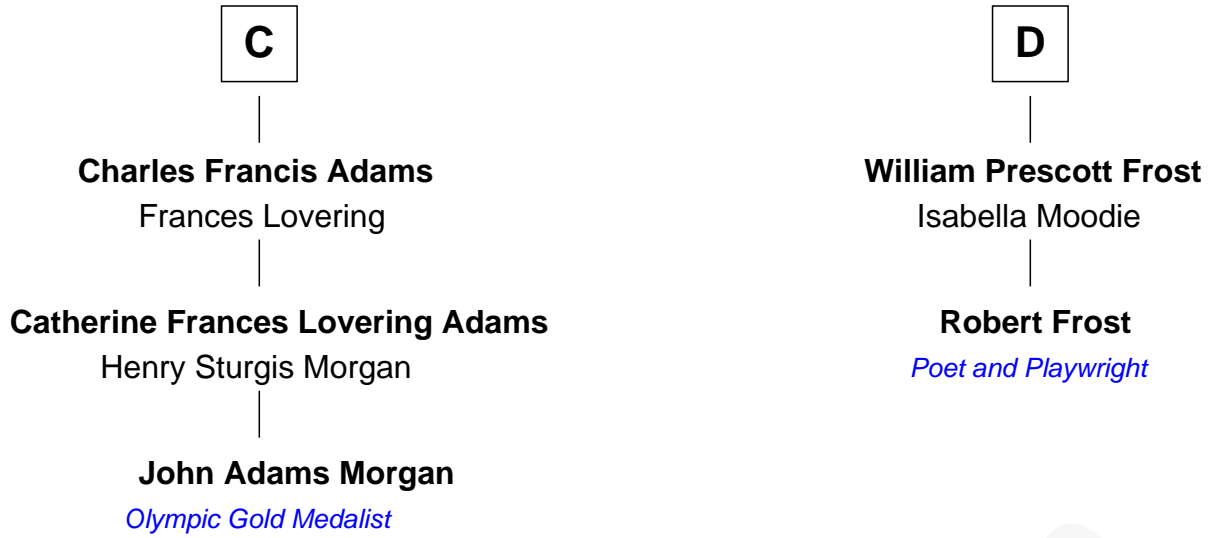 C
Charles Francis Adams
Frances Lovering
Catherine Frances Lovering Adams
Henry Sturgis Morgan
John Adams Morgan
Olympic Gold Medalist
D
William Prescott Frost
Isabella Moodie
Robert Frost
Poet and Playwright